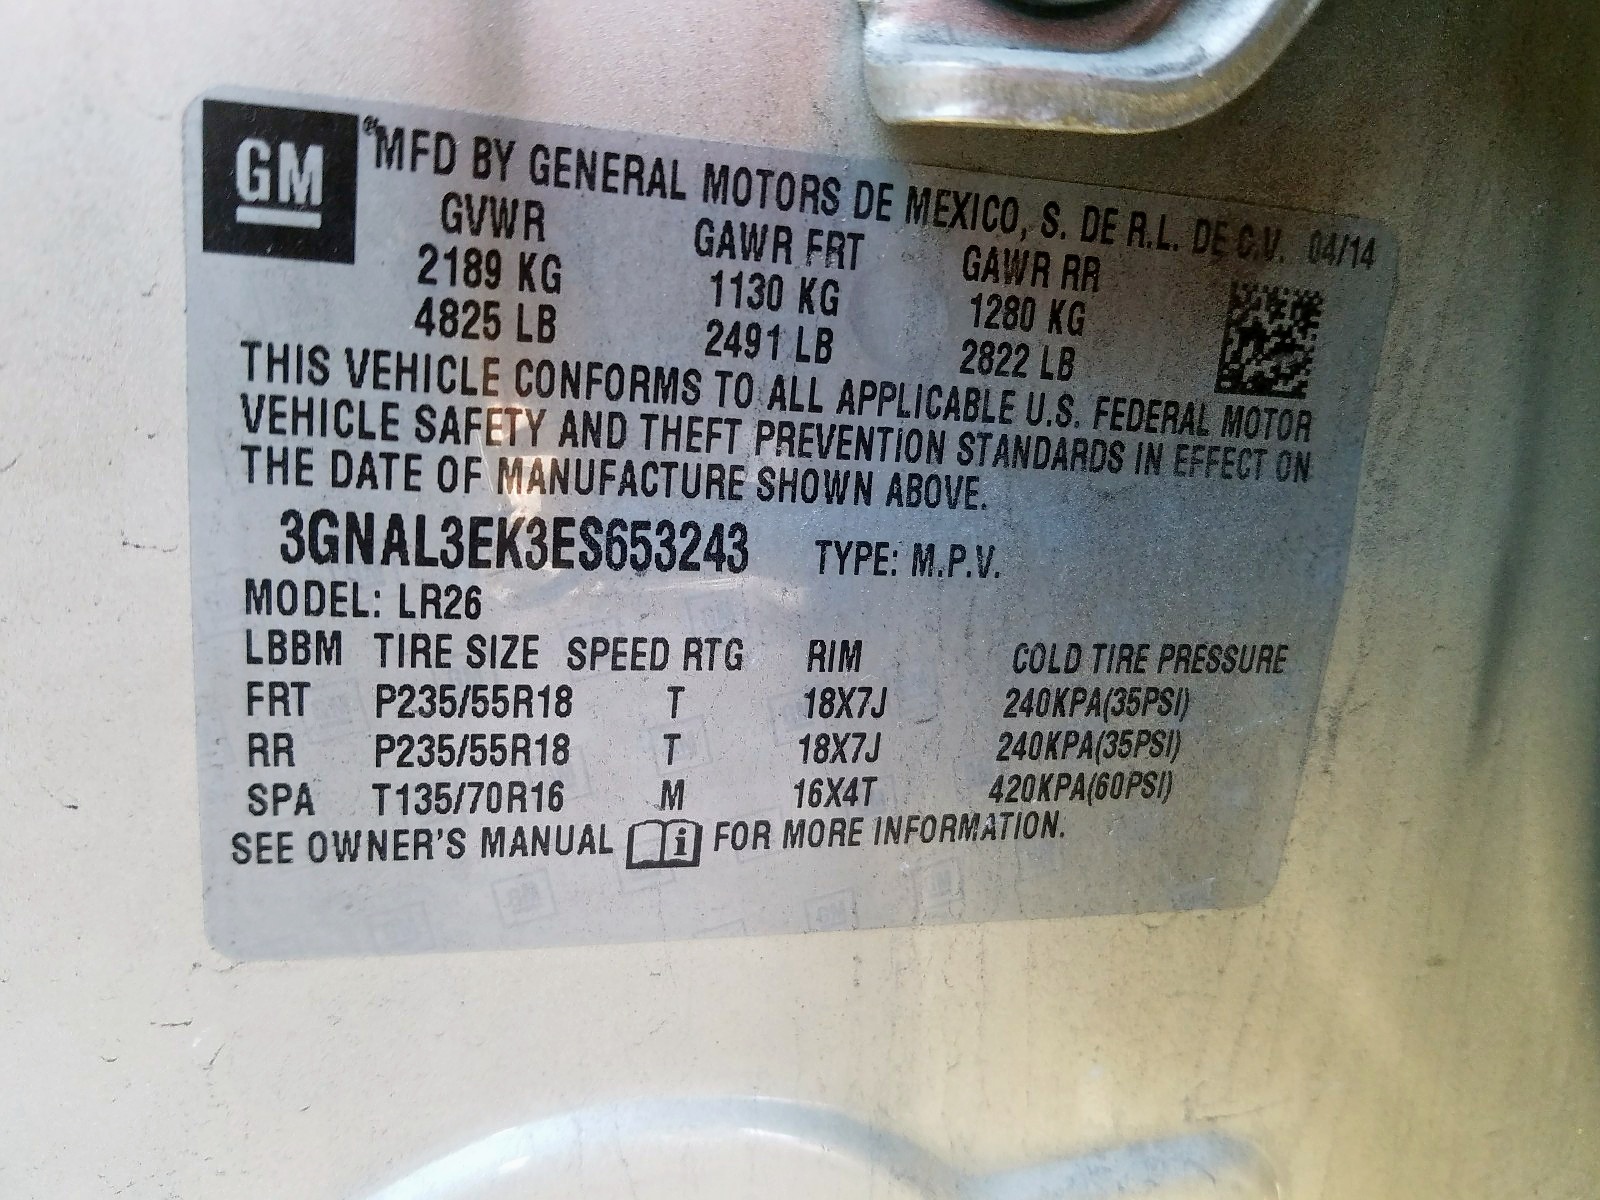 GM
MFD BY GENERAL MOTORS DE MEXICO, S. DE R.L. DE C.V. 04/14
GVWR GAWR FRT GAWR RR
2189 KG 1130 KG 1280 KG
4825 LB 2491 LB 2822 LB
THIS VEHICLE CONFORMS TO ALL APPLICABLE U.S. FEDERAL MOTOR
VEHICLE SAFETY AND THEFT PREVENTION STANDARDS IN EFFECT ON
THE DATE OF MANUFACTURE SHOWN ABOVE.
3GNAL3EK3ES653243 TYPE: M.P.V.
MODEL: LR26
LBBM TIRE SIZE SPEED RTG RIM COLD TIRE PRESSURE
FRT P235/55R18 T 18X7J 240KPA(35PSI)
RR P235/55R18 T 18X7J 240KPA(35PSI)
SPA T135/70R16 M 16X4T 420KPA(60PSI)
SEE OWNER'S MANUAL i FOR MORE INFORMATION.